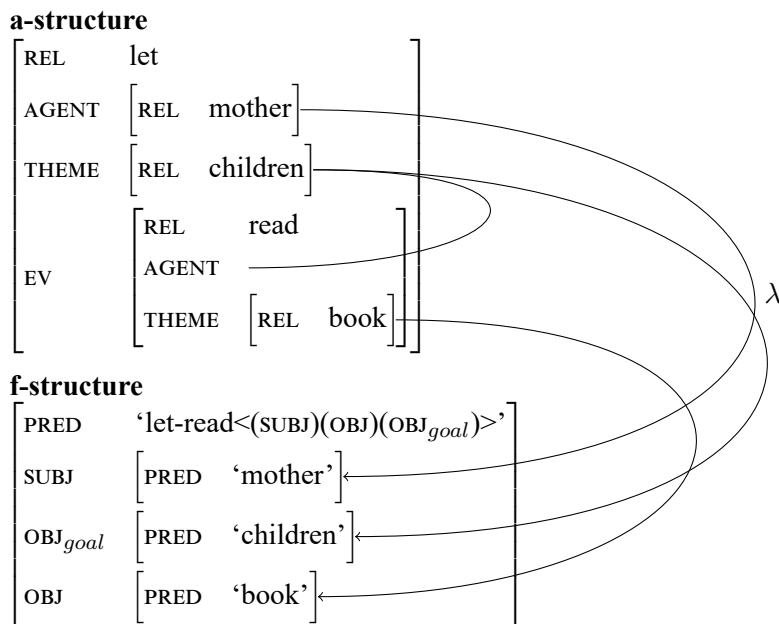 a-structure
REL let
AGENT [REL mother]
THEME [REL children]
REL read
AGENT
EV
THEME [REL book]
λ
f-structure
PRED ‘let-read<(SUBJ)(OBJ)(OBJgoal)>’
SUBJ [PRED ‘mother’]
OBJgoal [PRED ‘children’]
OBJ [PRED ‘book’]